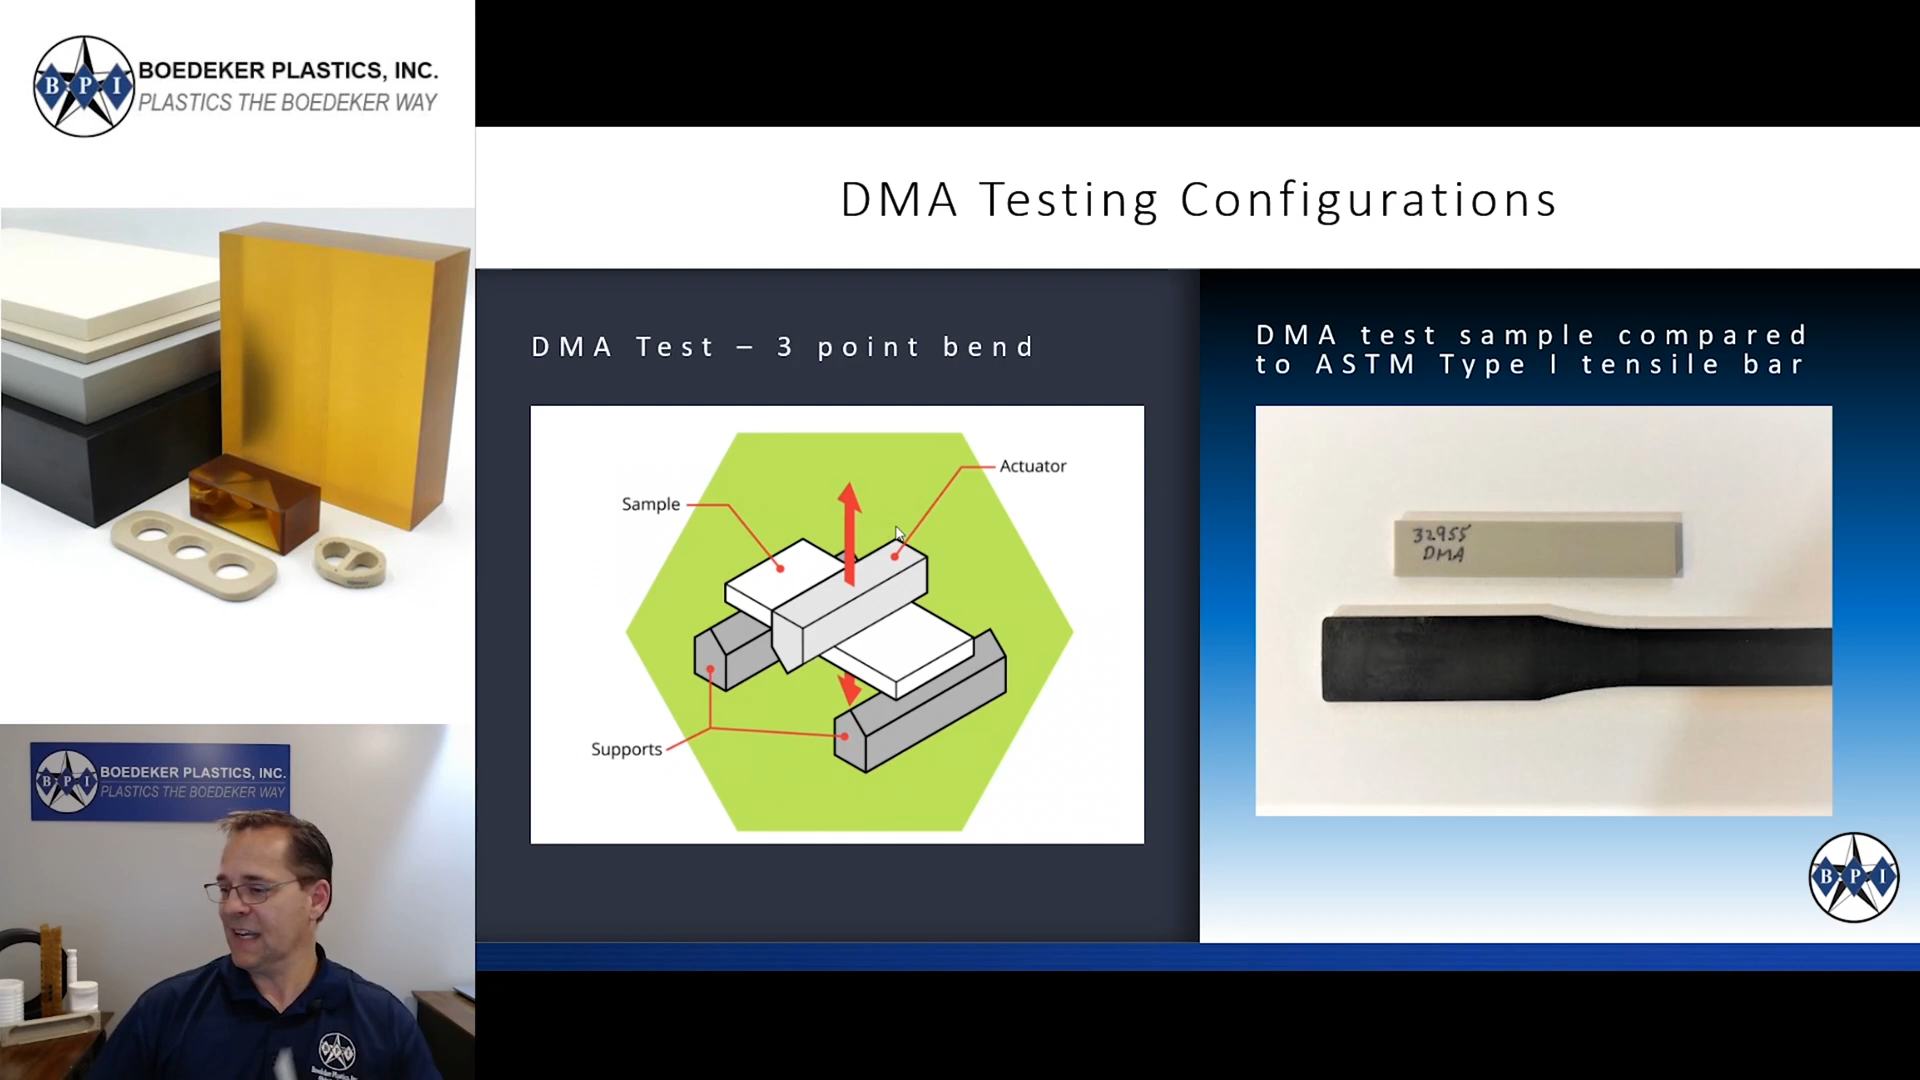 B P I
BOEDEKER PLASTICS, INC.
PLASTICS THE BOEDEKER WAY
DMA Testing Configurations
DMA Test – 3 point bend
DMA test sample compared
to ASTM Type I tensile bar
Actuator
Sample
Supports
32955
DMA
B P I
B P I
BOEDEKER PLASTICS, INC.
PLASTICS THE BOEDEKER WAY
B P I